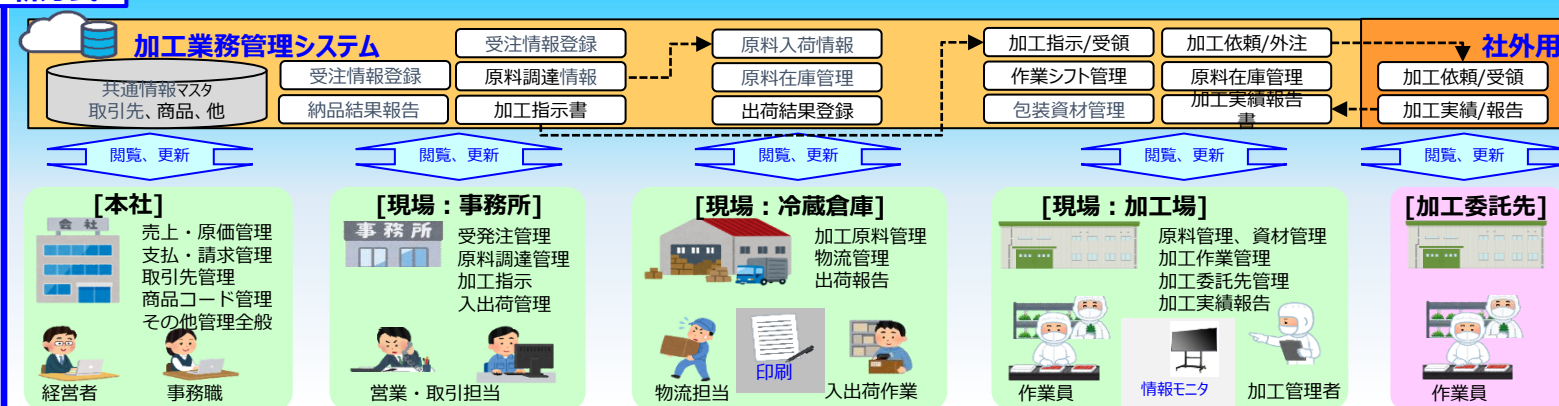 加工業務管理システム
共通情報マスタ
取引先、商品、他
受注情報登録
納品結果報告
受注情報登録
原料調達情報
加工指示書
原料入荷情報
原料在庫管理
出荷結果登録
加工指示/受領
作業シフト管理
包装資材管理
加工依頼/外注
原料在庫管理
加工実績報告
書
社外用
加工依頼/受領
加工実績/報告
閲覧、更新
閲覧、更新
閲覧、更新
閲覧、更新
閲覧、更新
[本社]
会社
売上・原価管理
支払・請求管理
取引先管理
商品コード管理
その他管理全般
経営者
事務職
[現場：事務所]
事務所
受発注管理
原料調達管理
加工指示
入出荷管理
営業・取引担当
[現場：冷蔵倉庫]
加工原料管理
物流管理
出荷報告
物流担当
印刷
入出荷作業
[現場：加工場]
原料管理、資材管理
加工作業管理
加工委託先管理
加工実績報告
作業員
情報モニタ
加工管理者
[加工委託先]
作業員